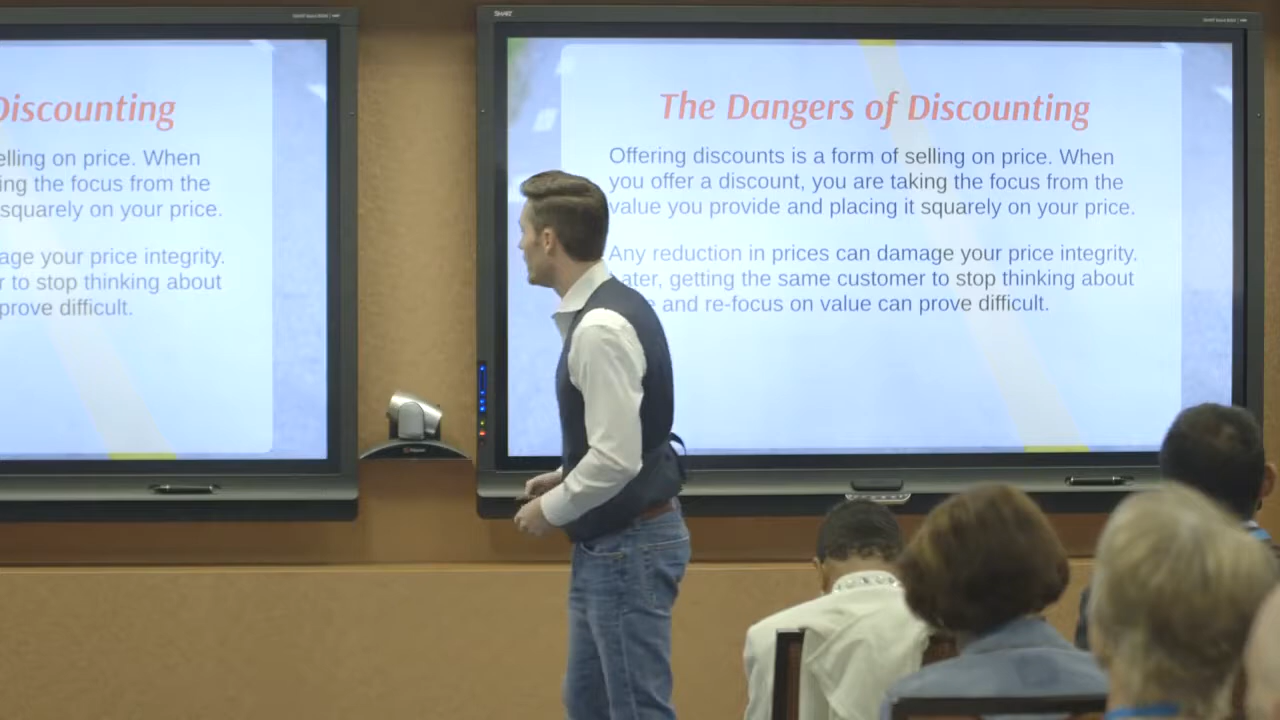 Discounting
elling on price. When
ing the focus from the
squarely on your price.
age your price integrity.
r to stop thinking about
prove difficult.
SMART
The Dangers of Discounting
Offering discounts is a form of selling on price. When
you offer a discount, you are taking the focus from the
value you provide and placing it squarely on your price.
Any reduction in prices can damage your price integrity.
ater, getting the same customer to stop thinking about
e and re-focus on value can prove difficult.